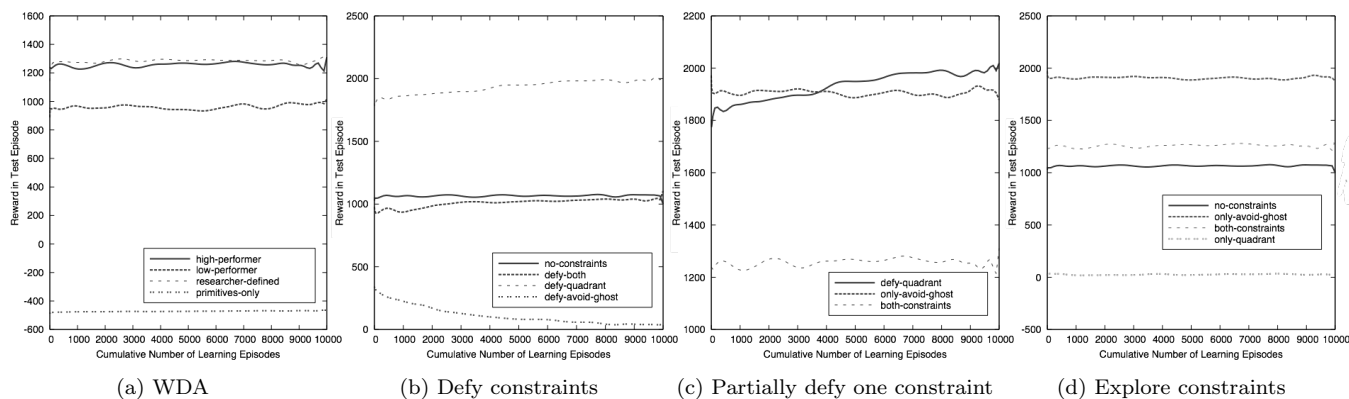 1600
1400
1200
1000
800
600
400
200
0
-200
-400
-600
Reward in Test Episode
high-performer
low-performer
researcher-defined
primitives-only
0 1000 2000 3000 4000 5000 6000 7000 8000 9000 10000
Cumulative Number of Learning Episodes
(a) WDA
2500
2000
1500
1000
500
0
Reward in Test Episode
no-constraints
defy-both
defy-quadrant
defy-avoid-ghost
0 1000 2000 3000 4000 5000 6000 7000 8000 9000 10000
Cumulative Number of Learning Episodes
(b) Defy constraints
2200
2000
1800
1600
1400
1200
1000
Reward in Test Episode
defy-quadrant
only-avoid-ghost
both-constraints
0 1000 2000 3000 4000 5000 6000 7000 8000 9000 10000
Cumulative Number of Learning Episodes
(c) Partially defy one constraint
2500
2000
1500
1000
500
0
-500
Reward in Test Episode
no-constraints
only-avoid-ghost
both-constraints
only-quadrant
0 1000 2000 3000 4000 5000 6000 7000 8000 9000 10000
Cumulative Number of Learning Episodes
(d) Explore constraints